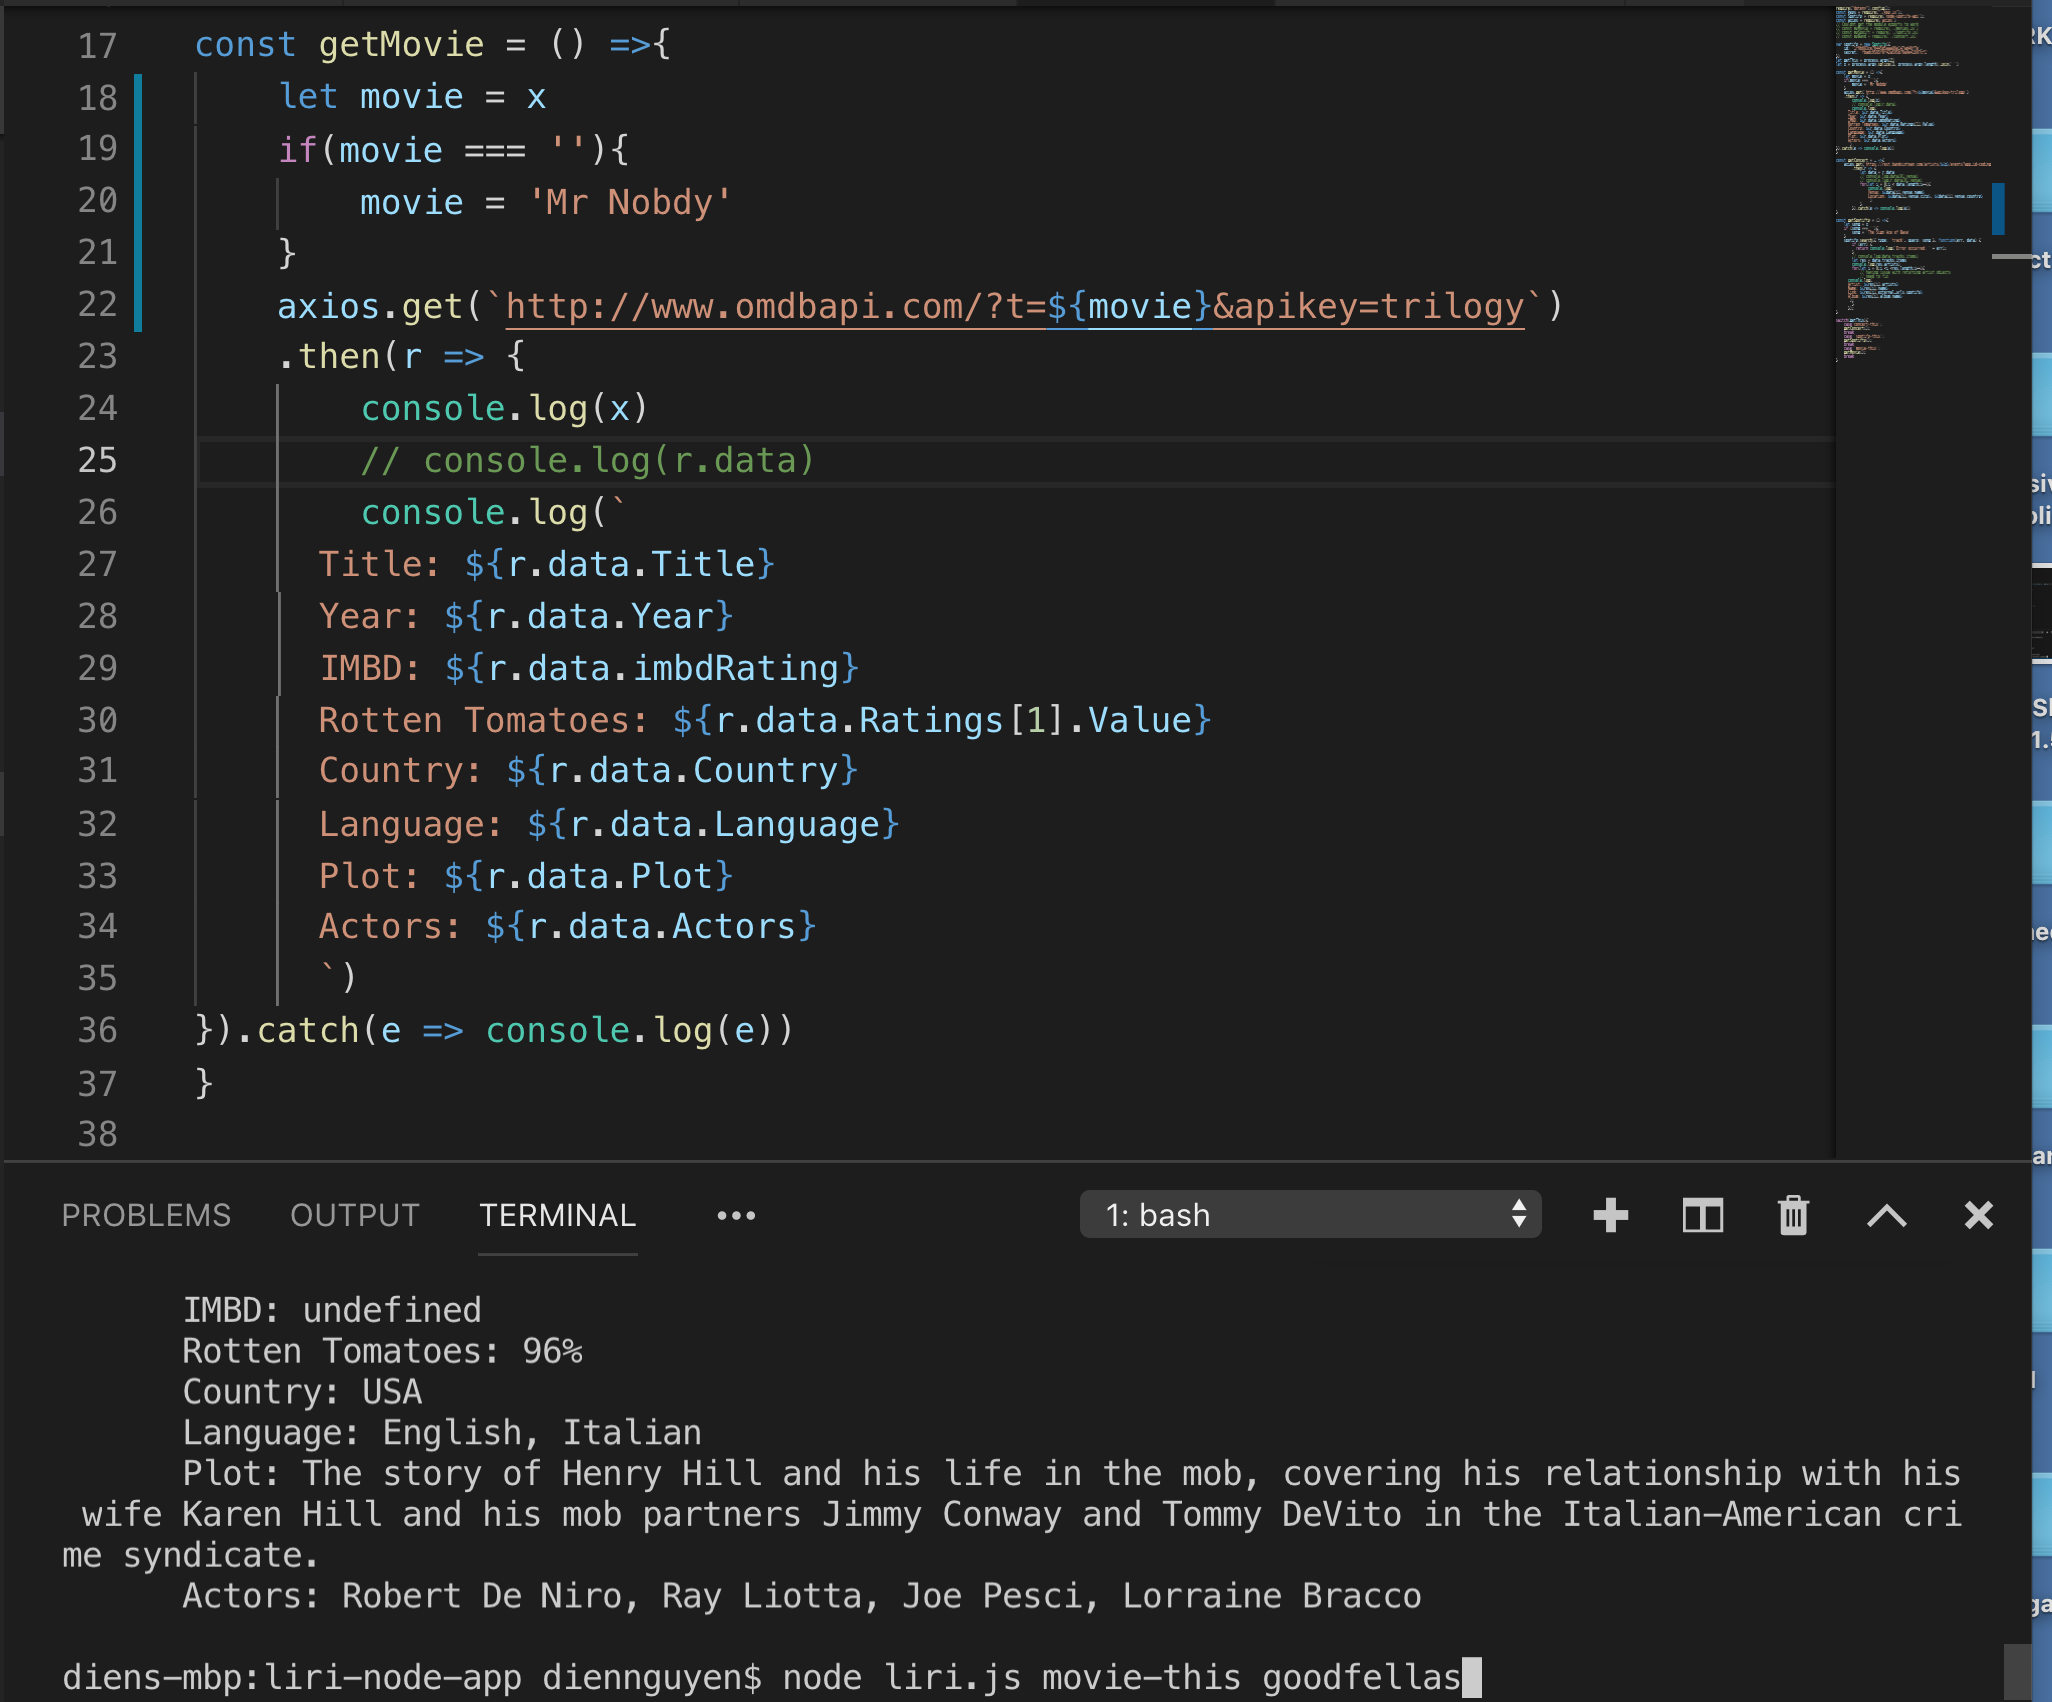 17 const getMovie = () =>{
18 let movie = x
19 if(movie === ''){
20 movie = 'Mr Nobdy'
21 }
22 axios.get(`http://www.omdbapi.com/?t=${movie}&apikey=trilogy`)
23 .then(r => {
24 console.log(x)
25 // console.log(r.data)
26 console.log(`
27 Title: ${r.data.Title}
28 Year: ${r.data.Year}
29 IMBD: ${r.data.imbdRating}
30 Rotten Tomatoes: ${r.data.Ratings[1].Value}
31 Country: ${r.data.Country}
32 Language: ${r.data.Language}
33 Plot: ${r.data.Plot}
34 Actors: ${r.data.Actors}
35 `)
36 }).catch(e => console.log(e))
37 }
38
PROBLEMS OUTPUT TERMINAL ••• 1: bash
IMBD: undefined
Rotten Tomatoes: 96%
Country: USA
Language: English, Italian
Plot: The story of Henry Hill and his life in the mob, covering his relationship with his
wife Karen Hill and his mob partners Jimmy Conway and Tommy DeVito in the Italian-American cri
me syndicate.
Actors: Robert De Niro, Ray Liotta, Joe Pesci, Lorraine Bracco
diens-mbp:liri-node-app diennguyen$ node liri.js movie-this goodfellas